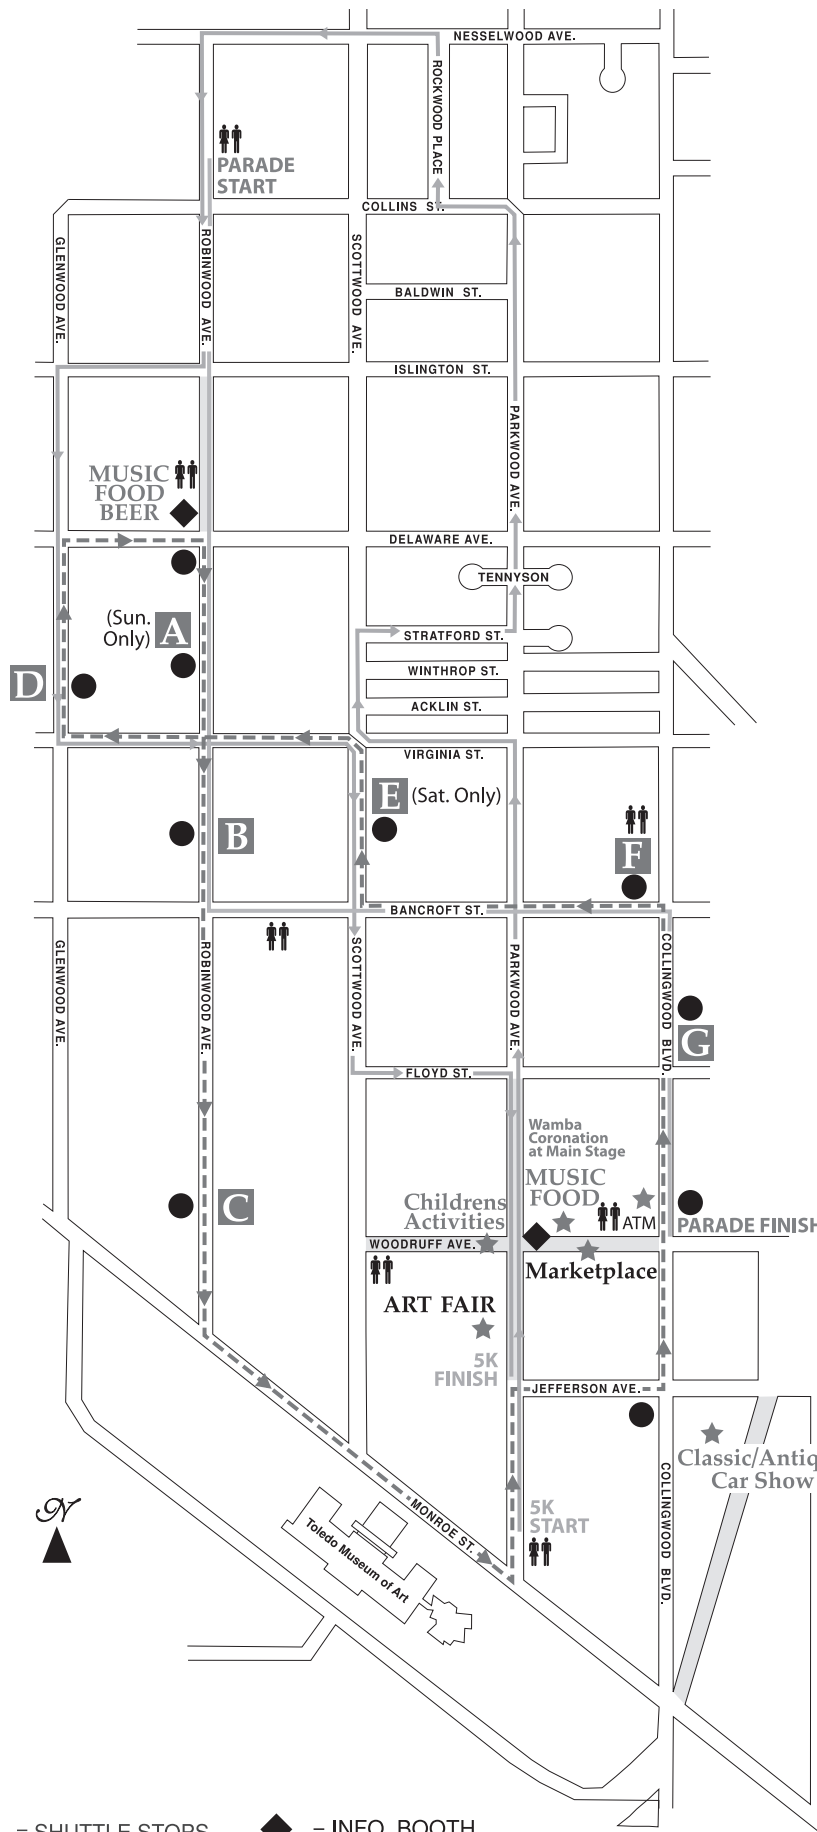 NESSELWOOD AVE.
ROCKWOOD PLACE
PARADE
START
COLLINS ST.
GLENWOOD AVE.
ROBINWOOD AVE.
SCOTTWOOD AVE.
BALDWIN ST.
ISLINGTON ST.
PARKWOOD AVE.
MUSIC
FOOD
BEER
DELAWARE AVE.
TENNYSON
(Sun.
Only)
A
STRATFORD ST.
D
WINTHROP ST.
ACKLIN ST.
VIRGINIA ST.
E (Sat. Only)
B
F
BANCROFT ST.
GLENWOOD AVE.
ROBINWOOD AVE.
SCOTTWOOD AVE.
PARKWOOD AVE.
COLLINGWOOD BLVD.
G
FLOYD ST.
Wamba
Coronation
at Main Stage
MUSIC
FOOD
C
Childrens
Activities
ATM
PARADE FINISH
WOODRUFF AVE.
Marketplace
ART FAIR
5K
FINISH
JEFFERSON AVE.
Classic/Antiq
Car Show
COLLINGWOOD BLVD.
MONROE ST.
5K
START
N
Toledo Museum of Art
= SHUTTLE STOPS
= INFO. BOOTH